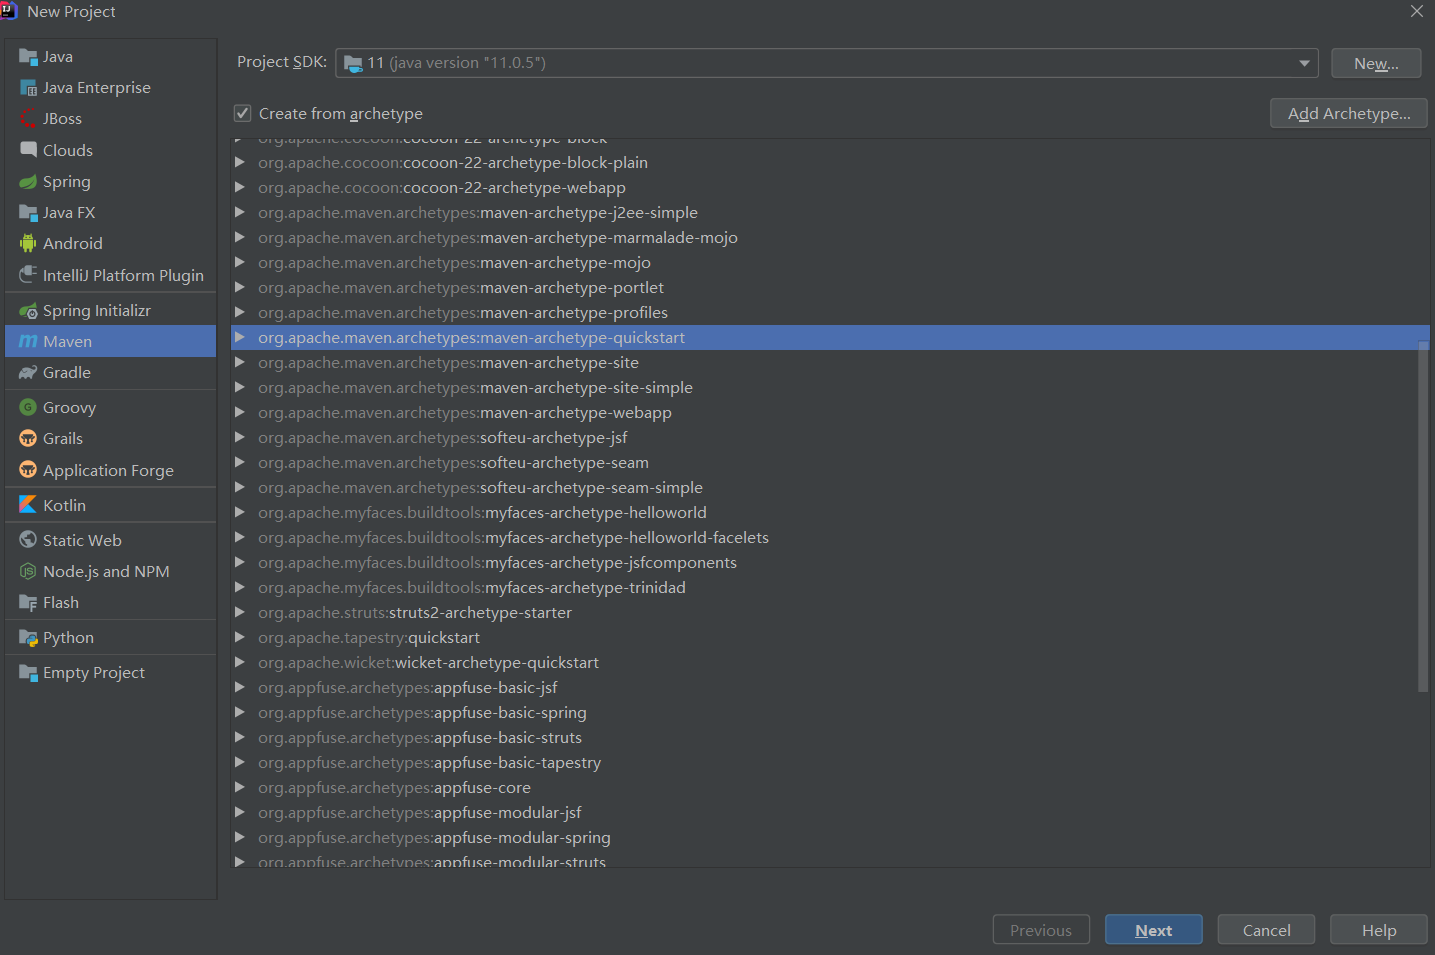 New Project
Java
Java Enterprise
JBoss
Clouds
Spring
Java FX
Android
IntelliJ Platform Plugin
Spring Initializr
Maven
Gradle
Groovy
Grails
Application Forge
Kotlin
Static Web
Node.js and NPM
Flash
Python
Empty Project
Project SDK: 11 (java version "11.0.5") New...
Create from archetype Add Archetype...
org.apache.cocoon:cocoon-22-archetype-block
org.apache.cocoon:cocoon-22-archetype-block-plain
org.apache.cocoon:cocoon-22-archetype-webapp
org.apache.maven.archetypes:maven-archetype-j2ee-simple
org.apache.maven.archetypes:maven-archetype-marmalade-mojo
org.apache.maven.archetypes:maven-archetype-mojo
org.apache.maven.archetypes:maven-archetype-portlet
org.apache.maven.archetypes:maven-archetype-profiles
org.apache.maven.archetypes:maven-archetype-quickstart
org.apache.maven.archetypes:maven-archetype-site
org.apache.maven.archetypes:maven-archetype-site-simple
org.apache.maven.archetypes:maven-archetype-webapp
org.apache.maven.archetypes:softeu-archetype-jsf
org.apache.maven.archetypes:softeu-archetype-seam
org.apache.maven.archetypes:softeu-archetype-seam-simple
org.apache.myfaces.buildtools:myfaces-archetype-helloworld
org.apache.myfaces.buildtools:myfaces-archetype-helloworld-facelets
org.apache.myfaces.buildtools:myfaces-archetype-jsfcomponents
org.apache.myfaces.buildtools:myfaces-archetype-trinidad
org.apache.struts:struts2-archetype-starter
org.apache.tapestry:quickstart
org.apache.wicket:wicket-archetype-quickstart
org.appfuse.archetypes:appfuse-basic-jsf
org.appfuse.archetypes:appfuse-basic-spring
org.appfuse.archetypes:appfuse-basic-struts
org.appfuse.archetypes:appfuse-basic-tapestry
org.appfuse.archetypes:appfuse-core
org.appfuse.archetypes:appfuse-modular-jsf
org.appfuse.archetypes:appfuse-modular-spring
org.appfuse.archetypes:appfuse-modular-struts
Previous Next Cancel Help